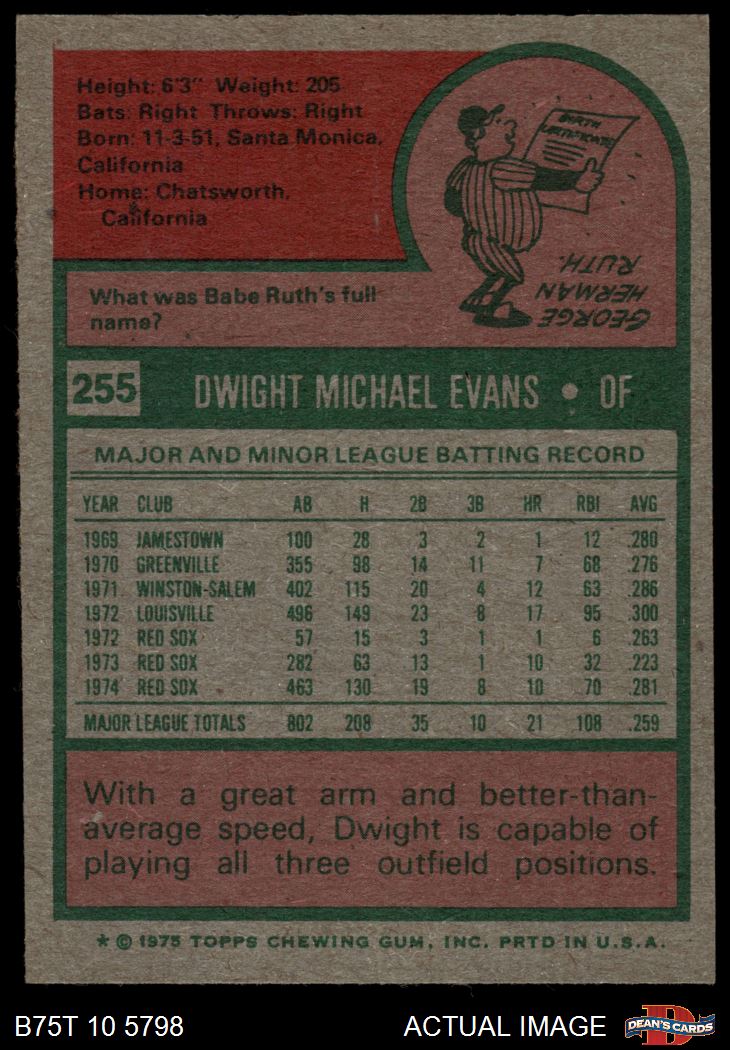 Height: 6'3" Weight: 205
Bats: Right Throws: Right
Born: 11-3-51, Santa Monica,
California
Home: Chatsworth,
California
BIRTH
CERTIFICATE
What was Babe Ruth's full
name?
GEORGE
HERMAN
RUTH.
255 DWIGHT MICHAEL EVANS • OF
MAJOR AND MINOR LEAGUE BATTING RECORD
YEAR CLUB AB H 2B 3B HR RBI AVG
1969 JAMESTOWN 100 28 3 2 1 12 .280
1970 GREENVILLE 355 98 14 11 7 68 .276
1971 WINSTON-SALEM 402 115 20 4 12 63 .286
1972 LOUISVILLE 496 149 23 8 17 95 .300
1972 RED SOX 57 15 3 1 1 6 .263
1973 RED SOX 282 63 13 1 10 32 .223
1974 RED SOX 463 130 19 8 10 70 .281
MAJOR LEAGUE TOTALS 802 208 35 10 21 108 .259
With a great arm and better-than-
average speed, Dwight is capable of
playing all three outfield positions.
* © 1975 TOPPS CHEWING GUM, INC. PRTD IN U.S.A.
B75T 10 5798 ACTUAL IMAGE
D
DEAN'S CARDS